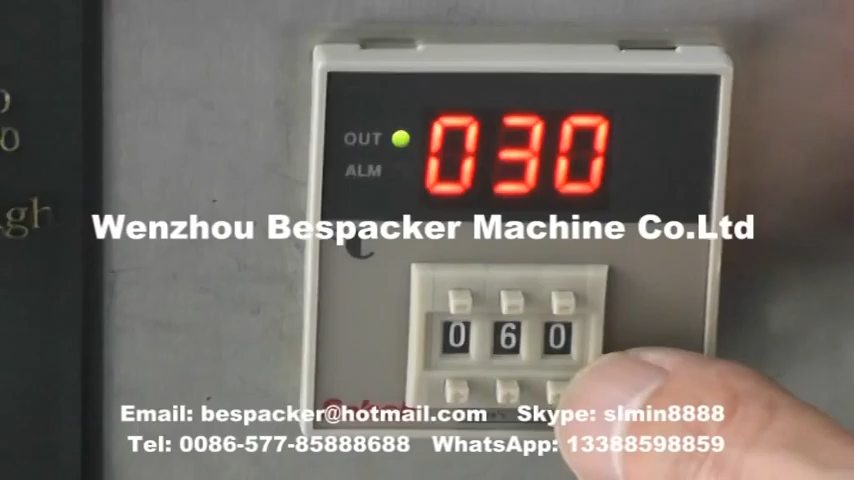 OUT 030
ALM
gh
Wenzhou Bespacker Machine Co.Ltd
C
060
Email: bespacker@hotmail.com Skype: slmin8888
Tel: 0086-577-85888688 WhatsApp: 13388598859